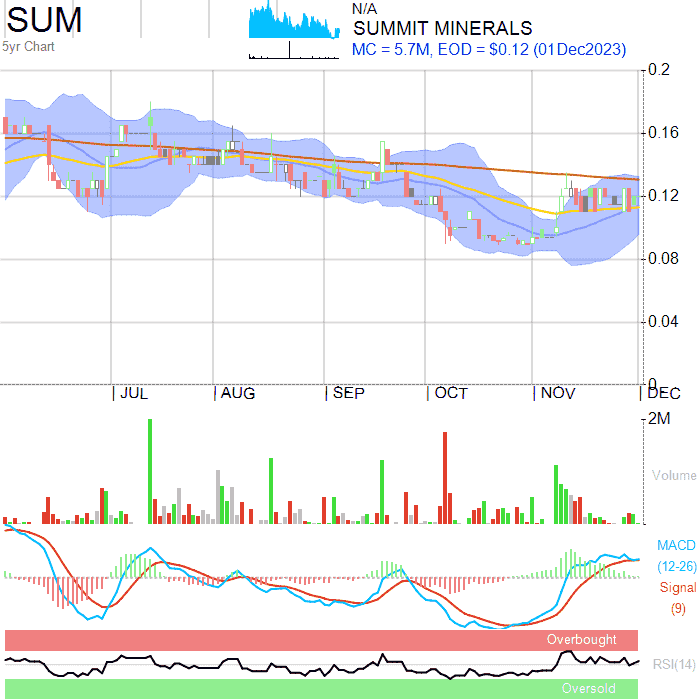 SUM
5yr Chart
N/A
SUMMIT MINERALS
MC = 5.7M, EOD = $0.12 (01Dec2023)
0.2
0.16
0.12
0.08
0.04
0
JUL AUG SEP OCT NOV DEC
2M
Volume
MACD
(12-26)
Signal
(9)
Overbought
RSI(14)
Oversold